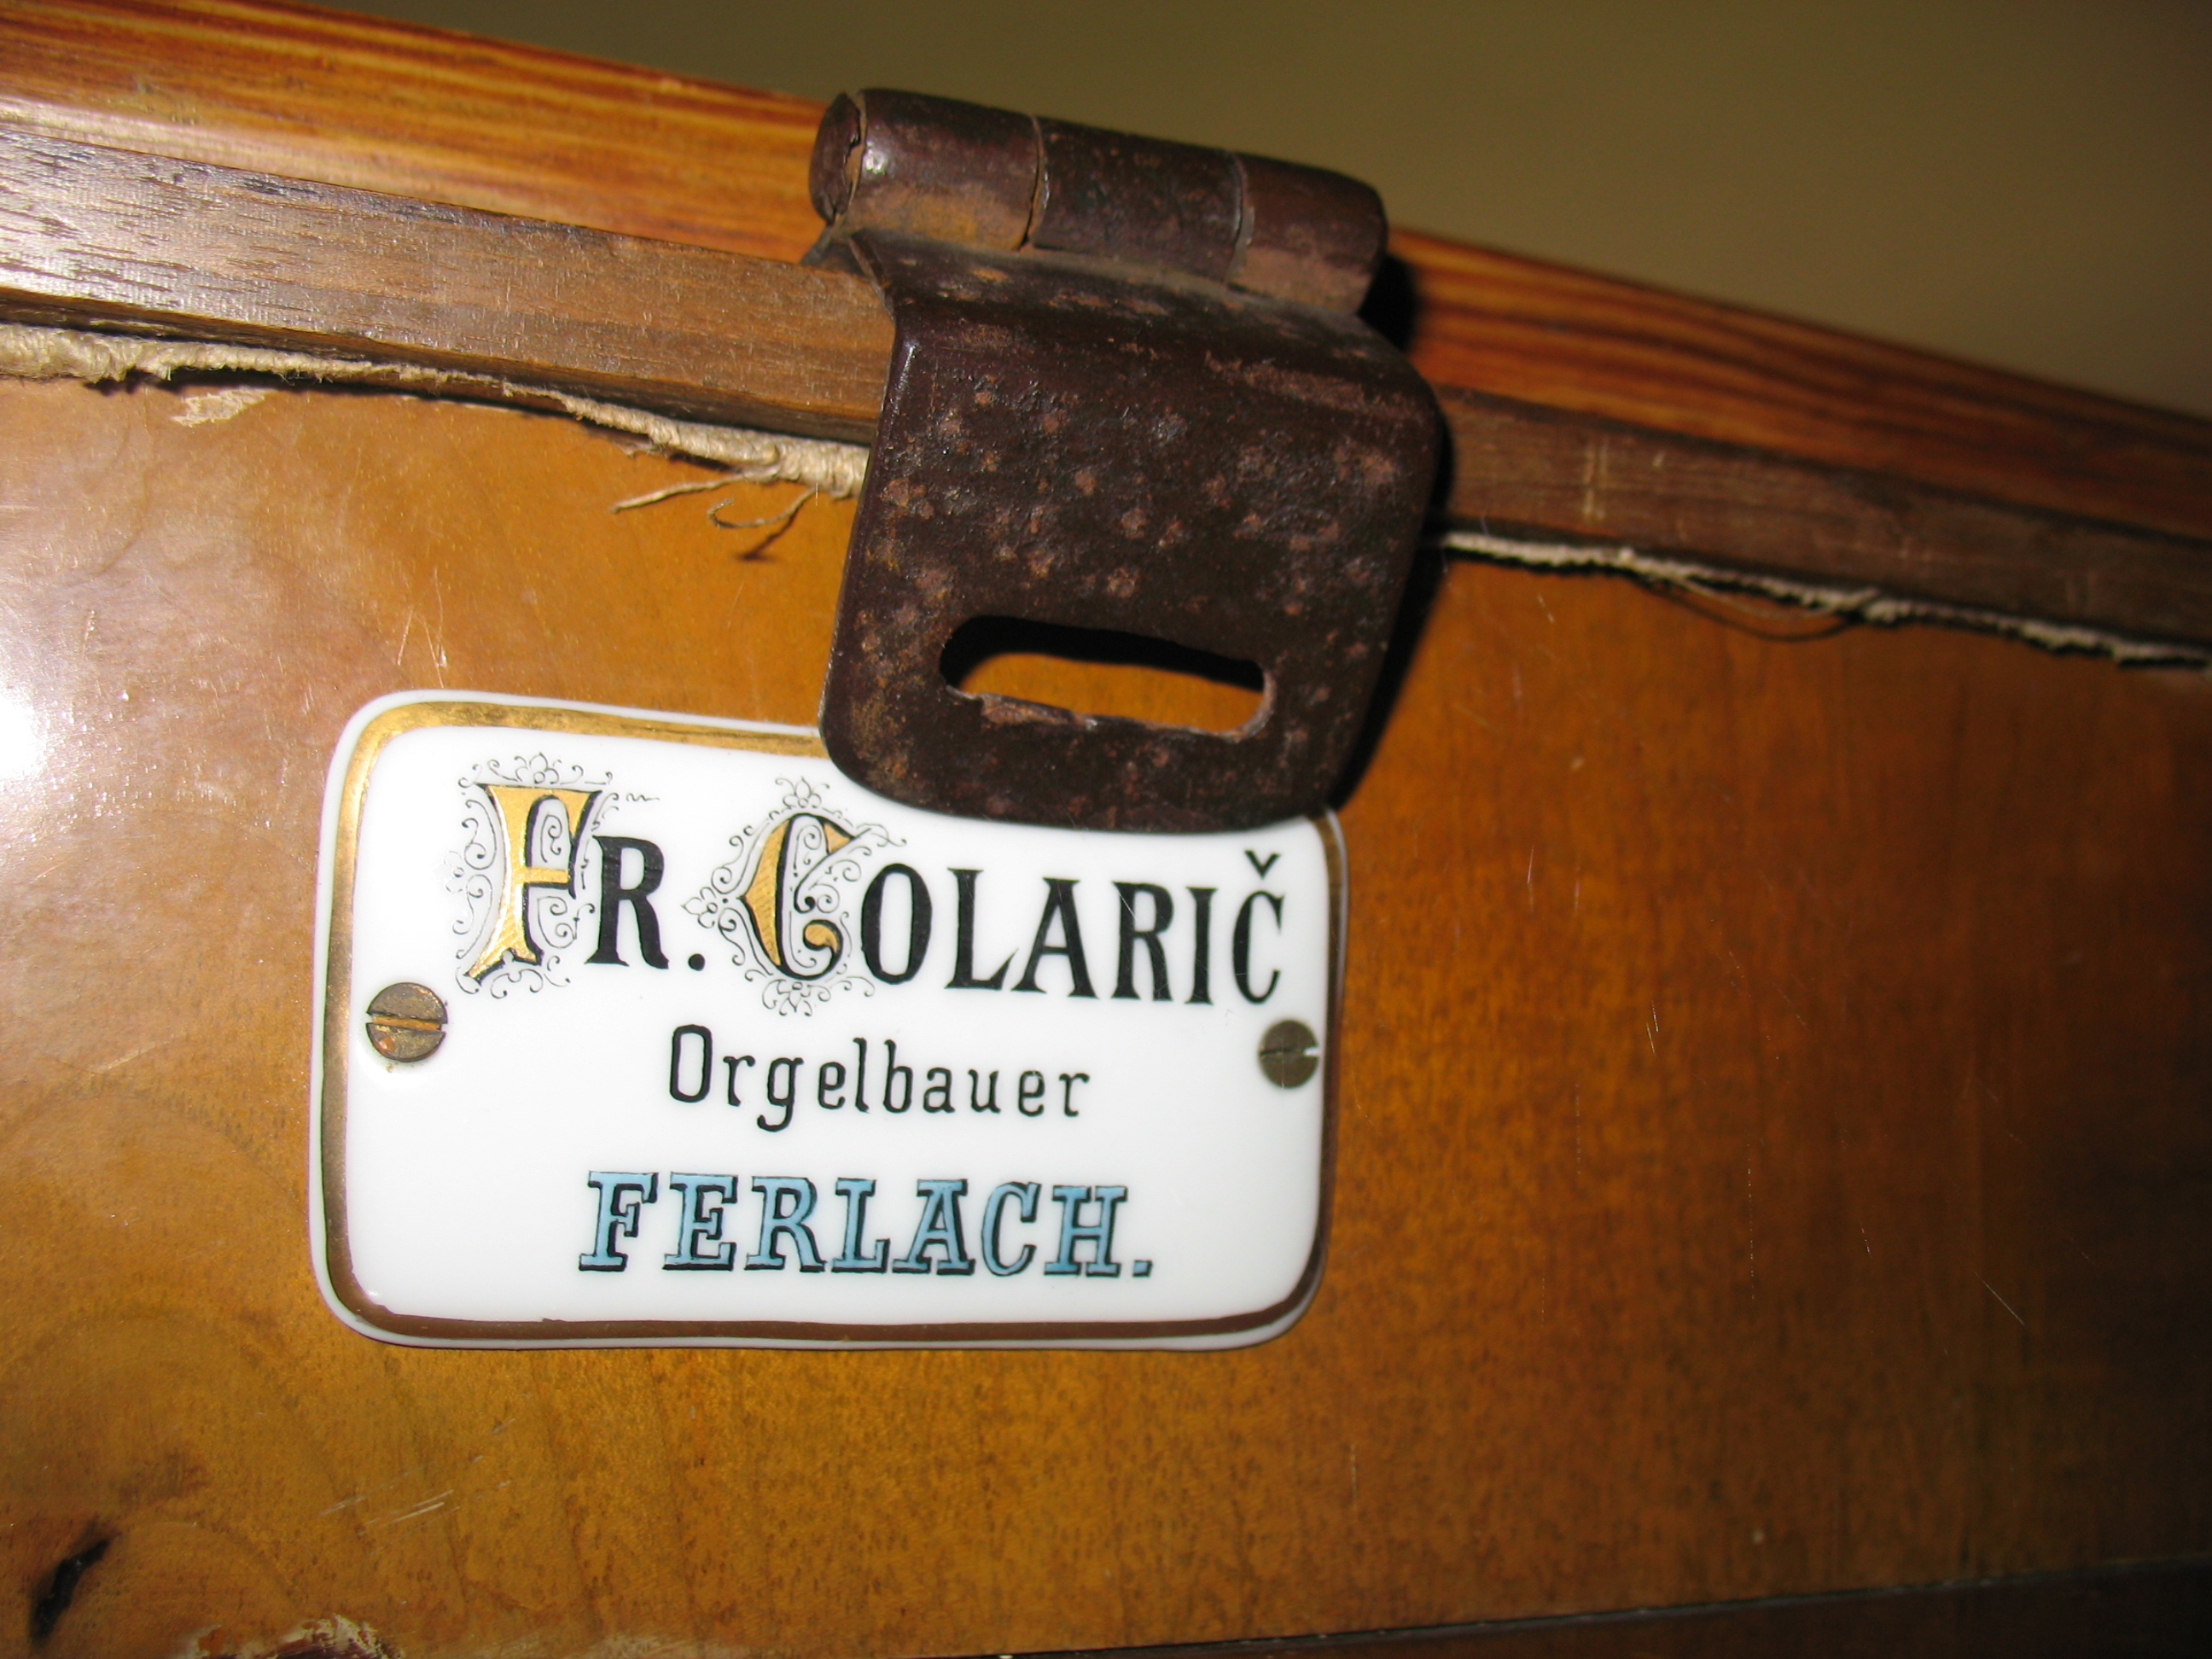 FR. COLARIČ
Orgelbauer
FERLACH.